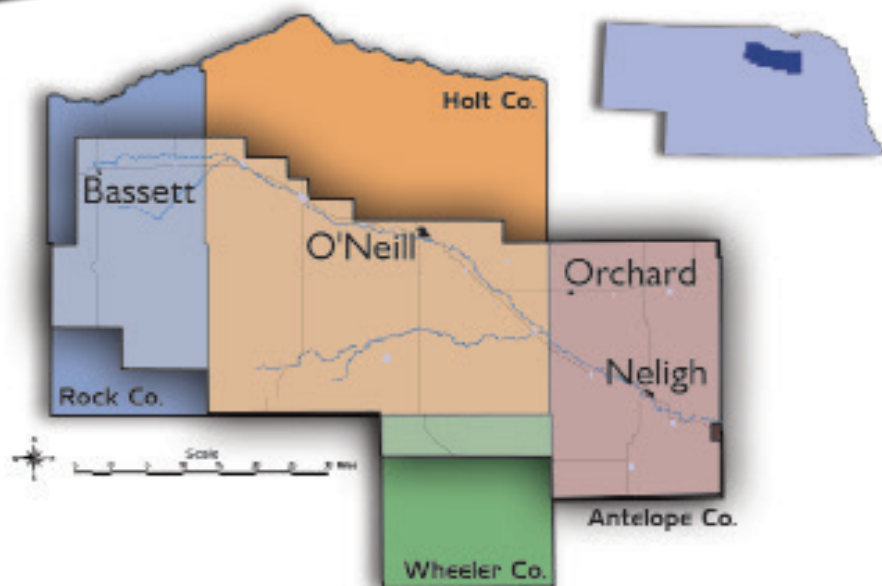 Holt Co.
Bassett
O'Neill
Orchard
Neligh
Rock Co.
Scale
Antelope Co.
Wheeler Co.